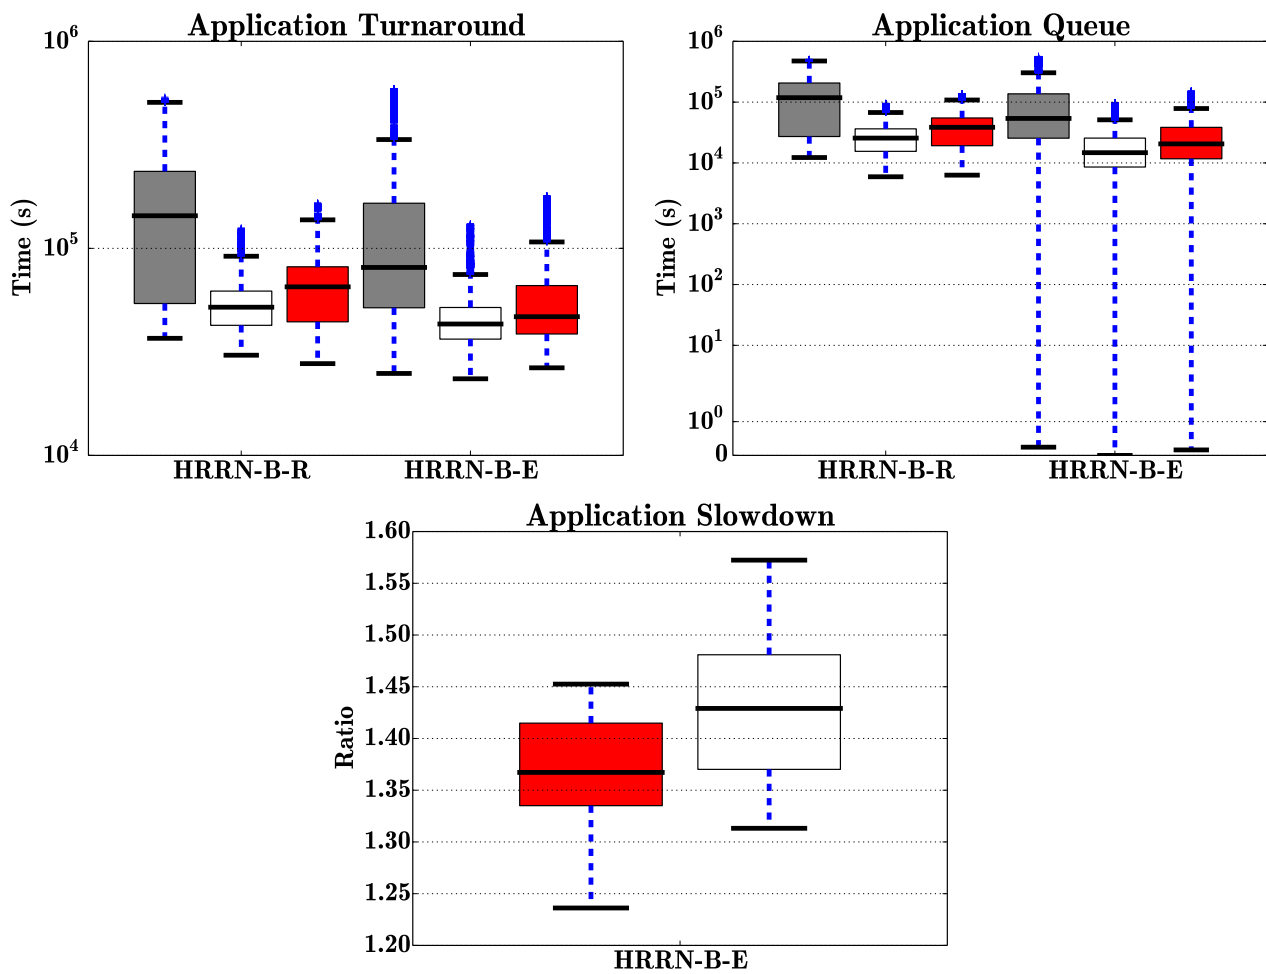 Application Turnaround
Time (s)
10^6
10^5
10^4
HRRN-B-R HRRN-B-E
Application Queue
Time (s)
10^6
10^5
10^4
10^3
10^2
10^1
10^0
0
HRRN-B-R HRRN-B-E
Application Slowdown
Ratio
1.60
1.55
1.50
1.45
1.40
1.35
1.30
1.25
1.20
HRRN-B-E